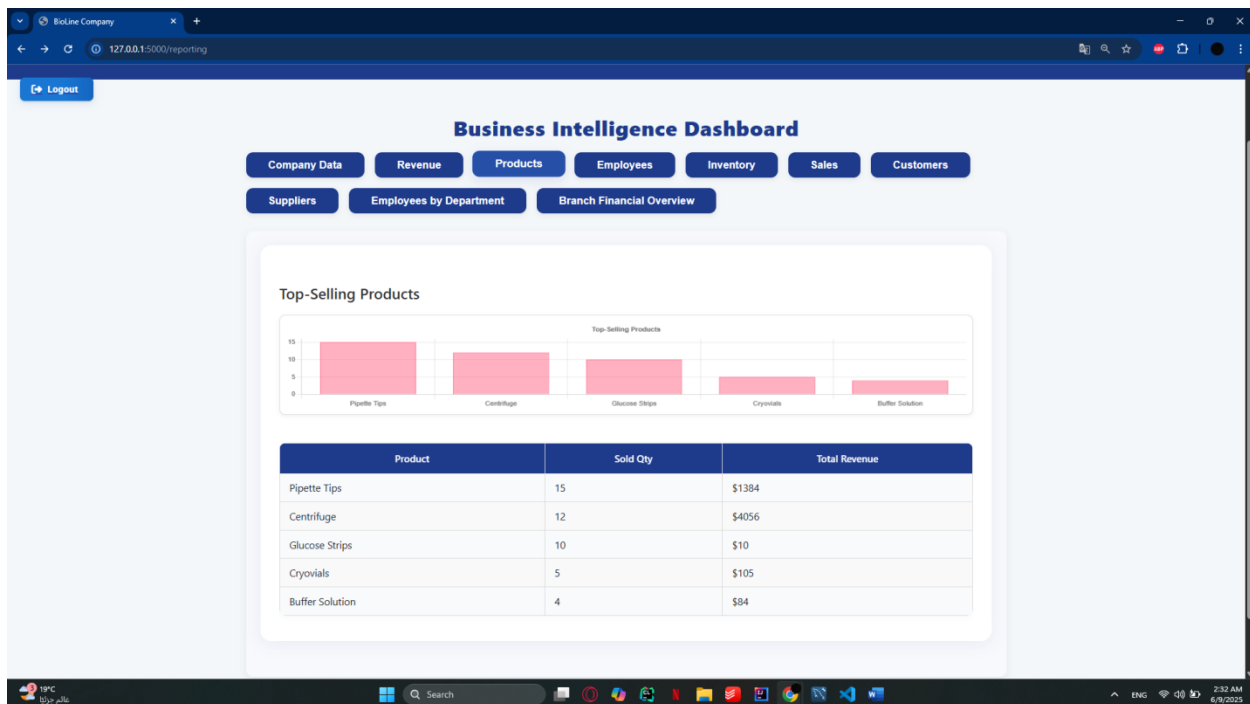 BioLine Company
127.0.0.1:5000/reporting
Logout
Business Intelligence Dashboard
Company Data Revenue Products Employees Inventory Sales Customers
Suppliers Employees by Department Branch Financial Overview
Top-Selling Products
Top-Selling Products
15
10
5
0
Pipette Tips Centrifuge Glucose Strips Cryovials Buffer Solution
Product Sold Qty Total Revenue
Pipette Tips 15 $1384
Centrifuge 12 $4056
Glucose Strips 10 $10
Cryovials 5 $105
Buffer Solution 4 $84
19°C
غائم جزئيًا
Search
ENG
2:32 AM
6/9/2025